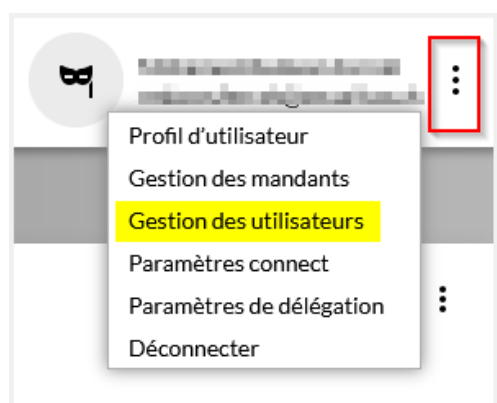 Profil d’utilisateur
Gestion des mandants
Gestion des utilisateurs
Paramètres connect
Paramètres de délégation
Déconnecter